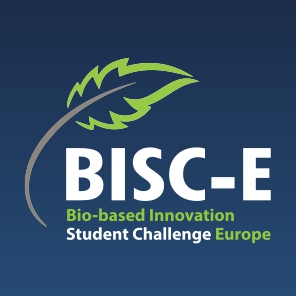 BISC-E
Bio-based Innovation
Student Challenge Europe